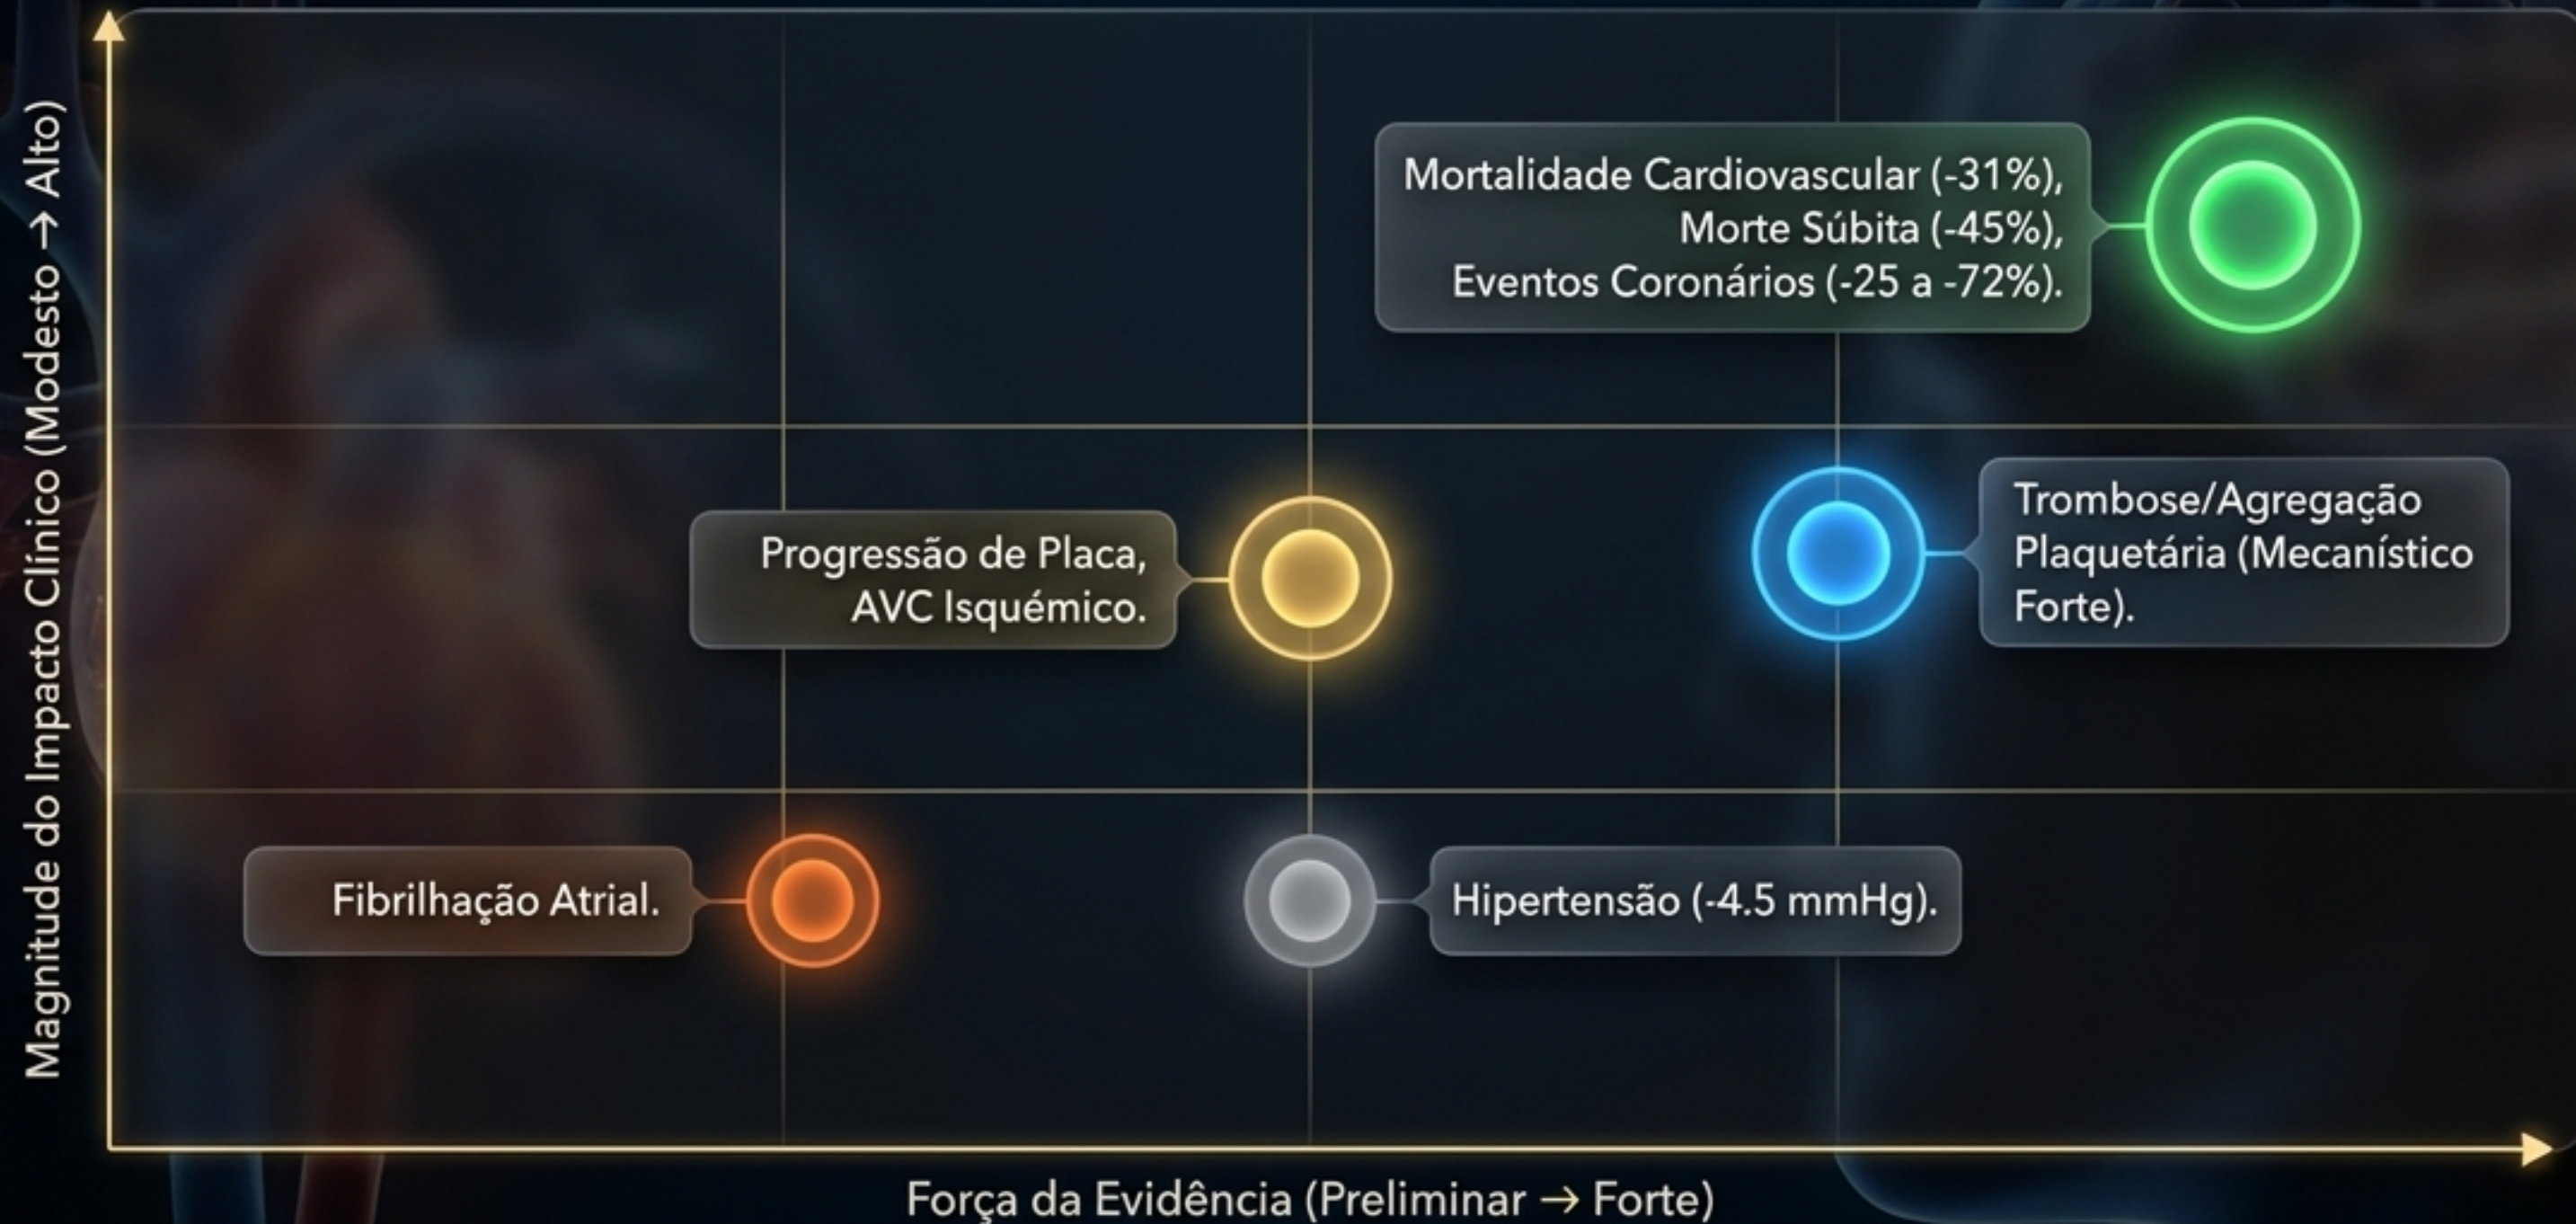 Magnitude do Impacto Clínico (Modesto → Alto)
Mortalidade Cardiovascular (-31%),
Morte Súbita (-45%),
Eventos Coronários (-25 a -72%).
Progressão de Placa,
AVC Isquémico.
Trombose/Agregação
Plaquetária (Mecanístico
Forte).
Fibrilhação Atrial.
Hipertensão (-4.5 mmHg).
Força da Evidência (Preliminar → Forte)